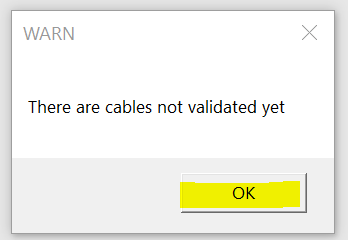 WARN
There are cables not validated yet
OK